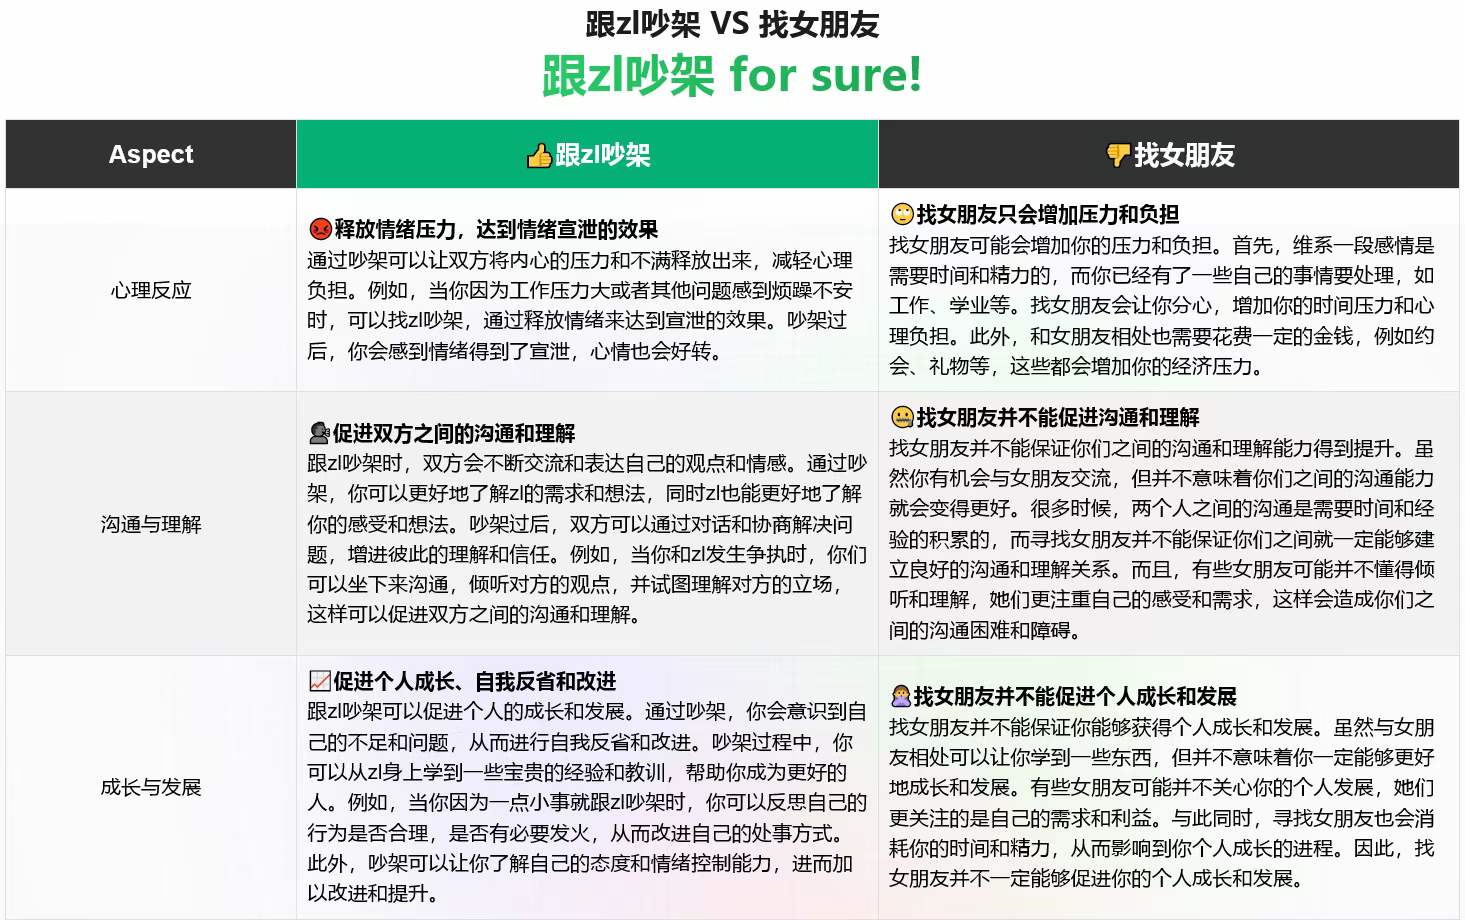 跟zl吵架 VS 找女朋友
跟zl吵架 for sure!
Aspect
👍跟zl吵架
👎找女朋友
心理反应
😡释放情绪压力，达到情绪宣泄的效果
通过吵架可以让双方将内心的压力和不满释放出来，减轻心理
负担。例如，当你因为工作压力大或者其他问题感到烦躁不安
时，可以找zl吵架，通过释放情绪来达到宣泄的效果。吵架过
后，你会感到情绪得到了宣泄，心情也会好转。
🙄找女朋友只会增加压力和负担
找女朋友可能会增加你的压力和负担。首先，维系一段感情是
需要时间和精力的，而你已经有了一些自己的事情要处理，如
工作、学业等。找女朋友会让你分心，增加你的时间压力和心
理负担。此外，和女朋友相处也需要花费一定的金钱，例如约
会、礼物等，这些都会增加你的经济压力。
沟通与理解
🗣促进双方之间的沟通和理解
跟zl吵架时，双方会不断交流和表达自己的观点和情感。通过吵
架，你可以更好地了解zl的需求和想法，同时zl也能更好地了解
你的感受和想法。吵架过后，双方可以通过对话和协商解决问
题，增进彼此的理解和信任。例如，当你和zl发生争执时，你们
可以坐下来沟通，倾听对方的观点，并试图理解对方的立场，
这样可以促进双方之间的沟通和理解。
🤐找女朋友并不能促进沟通和理解
找女朋友并不能保证你们之间的沟通和理解能力得到提升。虽
然你有机会与女朋友交流，但并不意味着你们之间的沟通能力
就会变得更好。很多时候，两个人之间的沟通是需要时间和经
验的积累的，而寻找女朋友并不能保证你们之间就一定能够建
立良好的沟通和理解关系。而且，有些女朋友可能并不懂得倾
听和理解，她们更注重自己的感受和需求，这样会造成你们之
间的沟通困难和障碍。
成长与发展
📈促进个人成长、自我反省和改进
跟zl吵架可以促进个人的成长和发展。通过吵架，你会意识到自
己的不足和问题，从而进行自我反省和改进。吵架过程中，你
可以从zl身上学到一些宝贵的经验和教训，帮助你成为更好的
人。例如，当你因为一点小事就跟zl吵架时，你可以反思自己的
行为是否合理，是否有必要发火，从而改进自己的处事方式。
此外，吵架可以让你了解自己的态度和情绪控制能力，进而加
以改进和提升。
🙅找女朋友并不能促进个人成长和发展
找女朋友并不能保证你能够获得个人成长和发展。虽然与女朋
友相处可以让你学到一些东西，但并不意味着你一定能够更好
地成长和发展。有些女朋友可能并不关心你的个人发展，她们
更关注的是自己的需求和利益。与此同时，寻找女朋友也会消
耗你的时间和精力，从而影响到你个人成长的进程。因此，找
女朋友并不一定能够促进你的个人成长和发展。